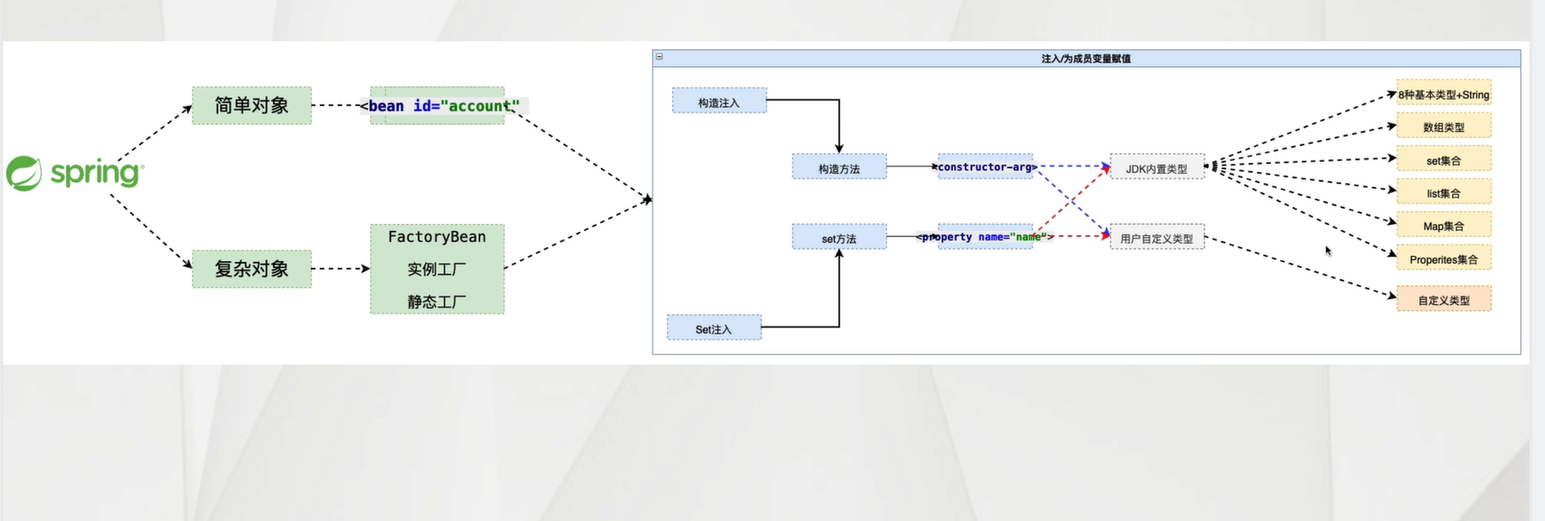 spring
简单对象
<bean id="account"
复杂对象
FactoryBean
实例工厂
静态工厂
注入/为成员变量赋值
构造注入
构造方法
<constructor-arg>
set方法
<property name="name">
Set注入
JDK内置类型
用户自定义类型
8种基本类型+String
数组类型
set集合
list集合
Map集合
Properites集合
自定义类型